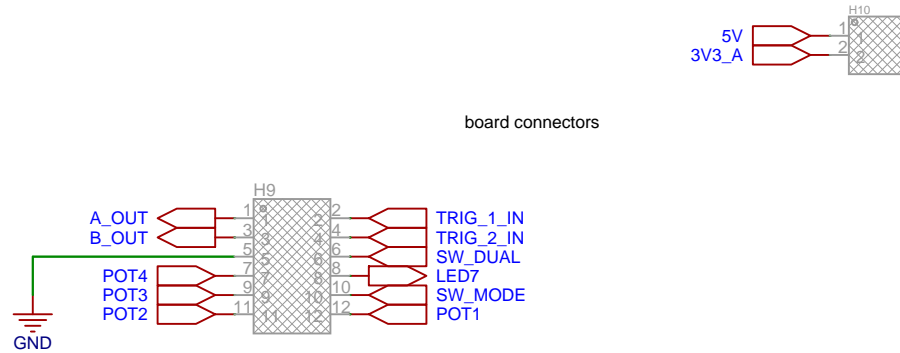 H10
5V 1 1
3V3_A 2 2
board connectors
H9
A_OUT 1 1 2 2 TRIG_1_IN
B_OUT 3 3 4 4 TRIG_2_IN
5 5 6 6 SW_DUAL
POT4 7 7 8 8 LED7
POT3 9 9 10 10 SW_MODE
POT2 11 11 12 12 POT1
GND